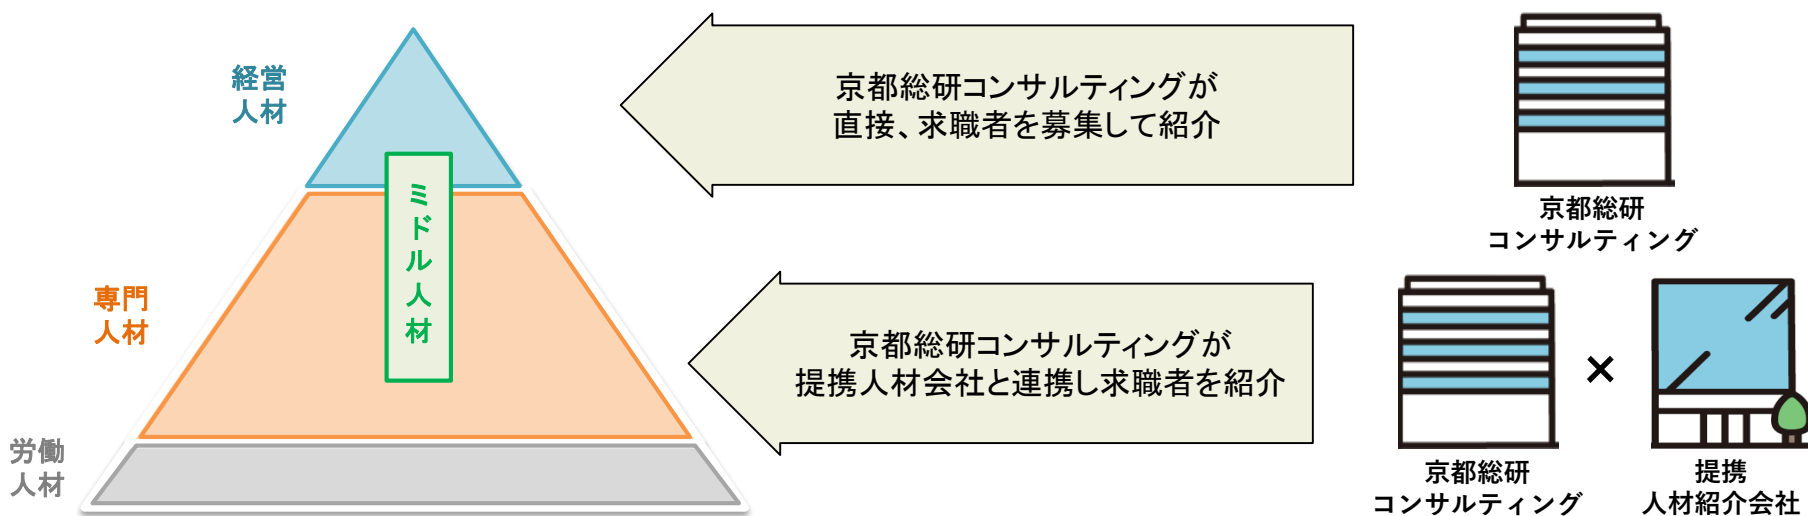 経営
人材
京都総研コンサルティングが
直接、求職者を募集して紹介
京都総研
コンサルティング
ミドル人材
専門
人材
京都総研コンサルティングが
提携人材会社と連携し求職者を紹介
×
労働
人材
京都総研
コンサルティング
提携
人材紹介会社